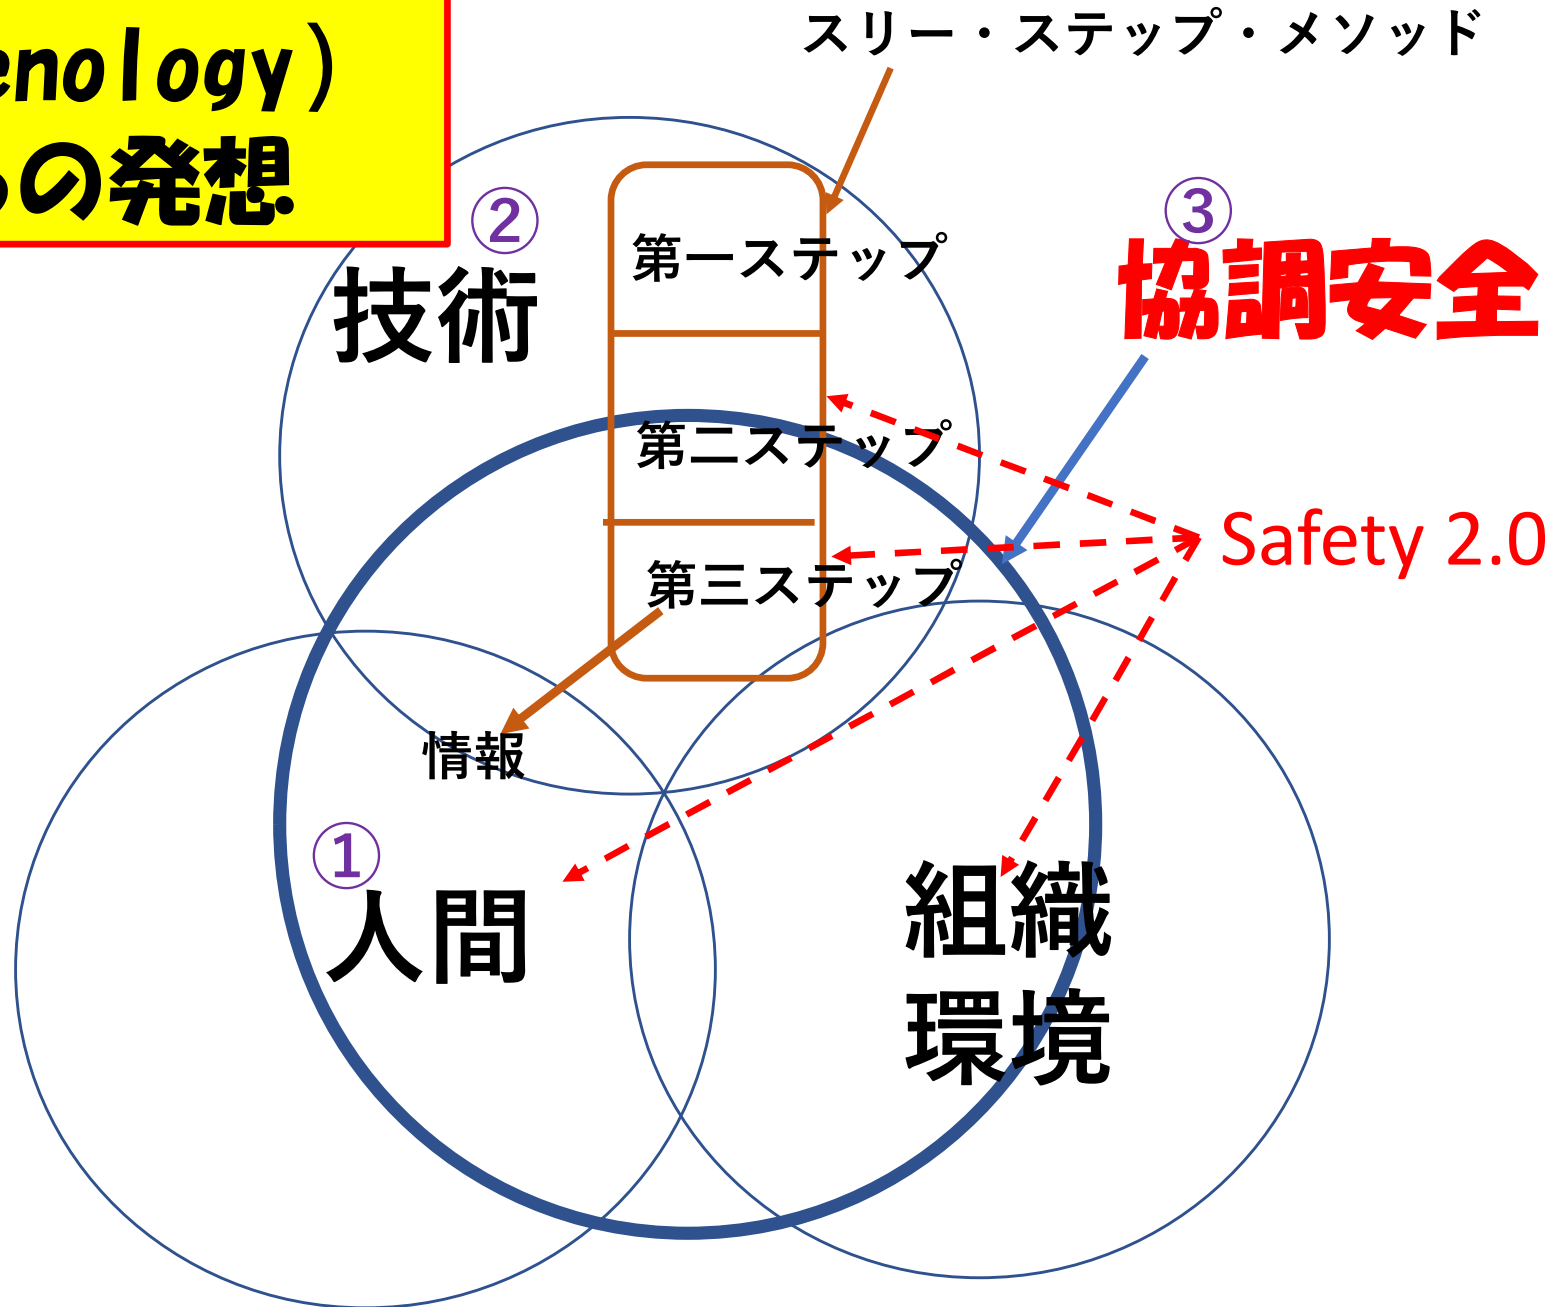 スリー・ステップ・メソッド
enology）
の発想
②
技術
第一ステップ
③
協調安全
第二ステップ
Safety 2.0
第三ステップ
情報
①
人間
組織
環境